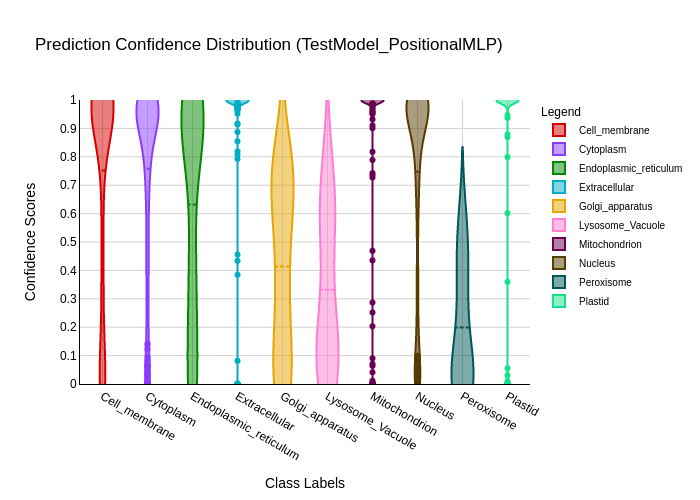 Prediction Confidence Distribution (TestModel_PositionalMLP)
Confidence Scores
1
0.9
0.8
0.7
0.6
0.5
0.4
0.3
0.2
0.1
0
Cell_membrane
Cytoplasm
Endoplasmic_reticulum
Extracellular
Golgi_apparatus
Lysosome_Vacuole
Mitochondrion
Nucleus
Peroxisome
Plastid
Class Labels
Legend
Cell_membrane
Cytoplasm
Endoplasmic_reticulum
Extracellular
Golgi_apparatus
Lysosome_Vacuole
Mitochondrion
Nucleus
Peroxisome
Plastid